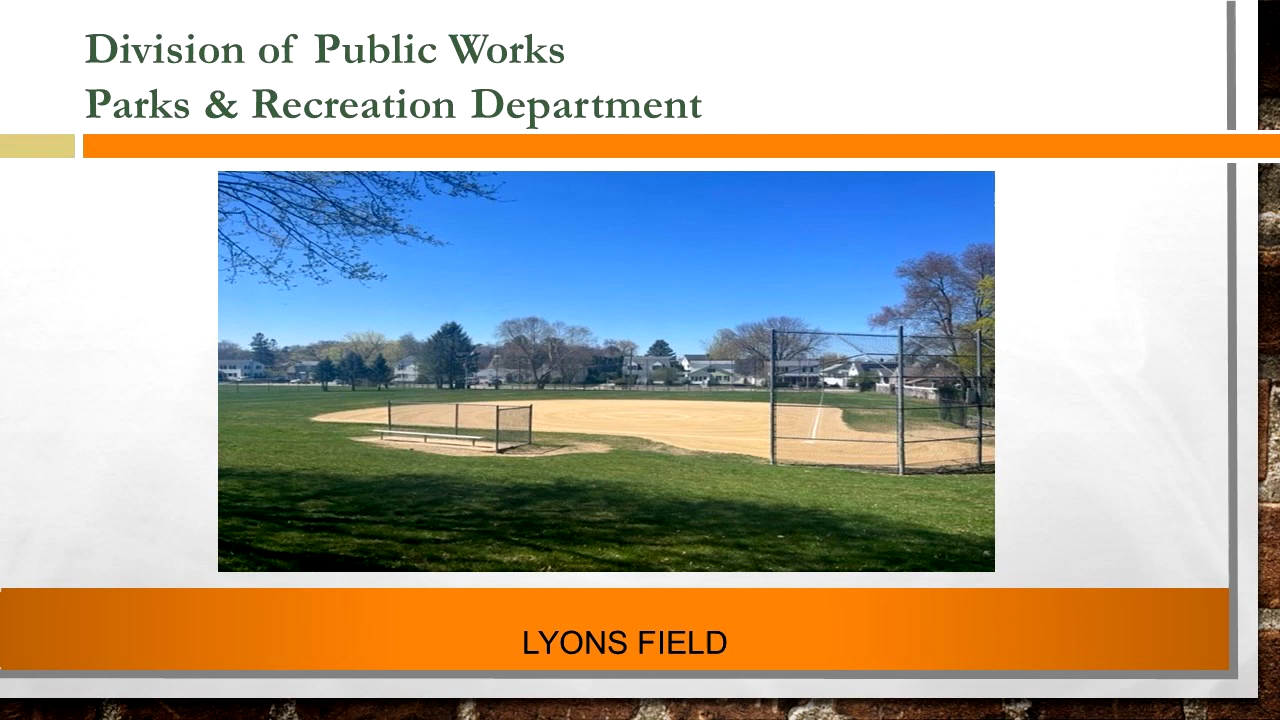 Division of Public Works
Parks & Recreation Department
LYONS FIELD